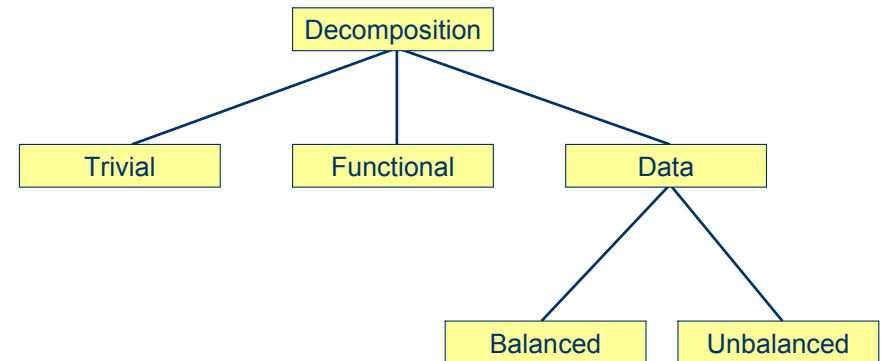 Decomposition
Trivial
Functional
Data
Balanced
Unbalanced